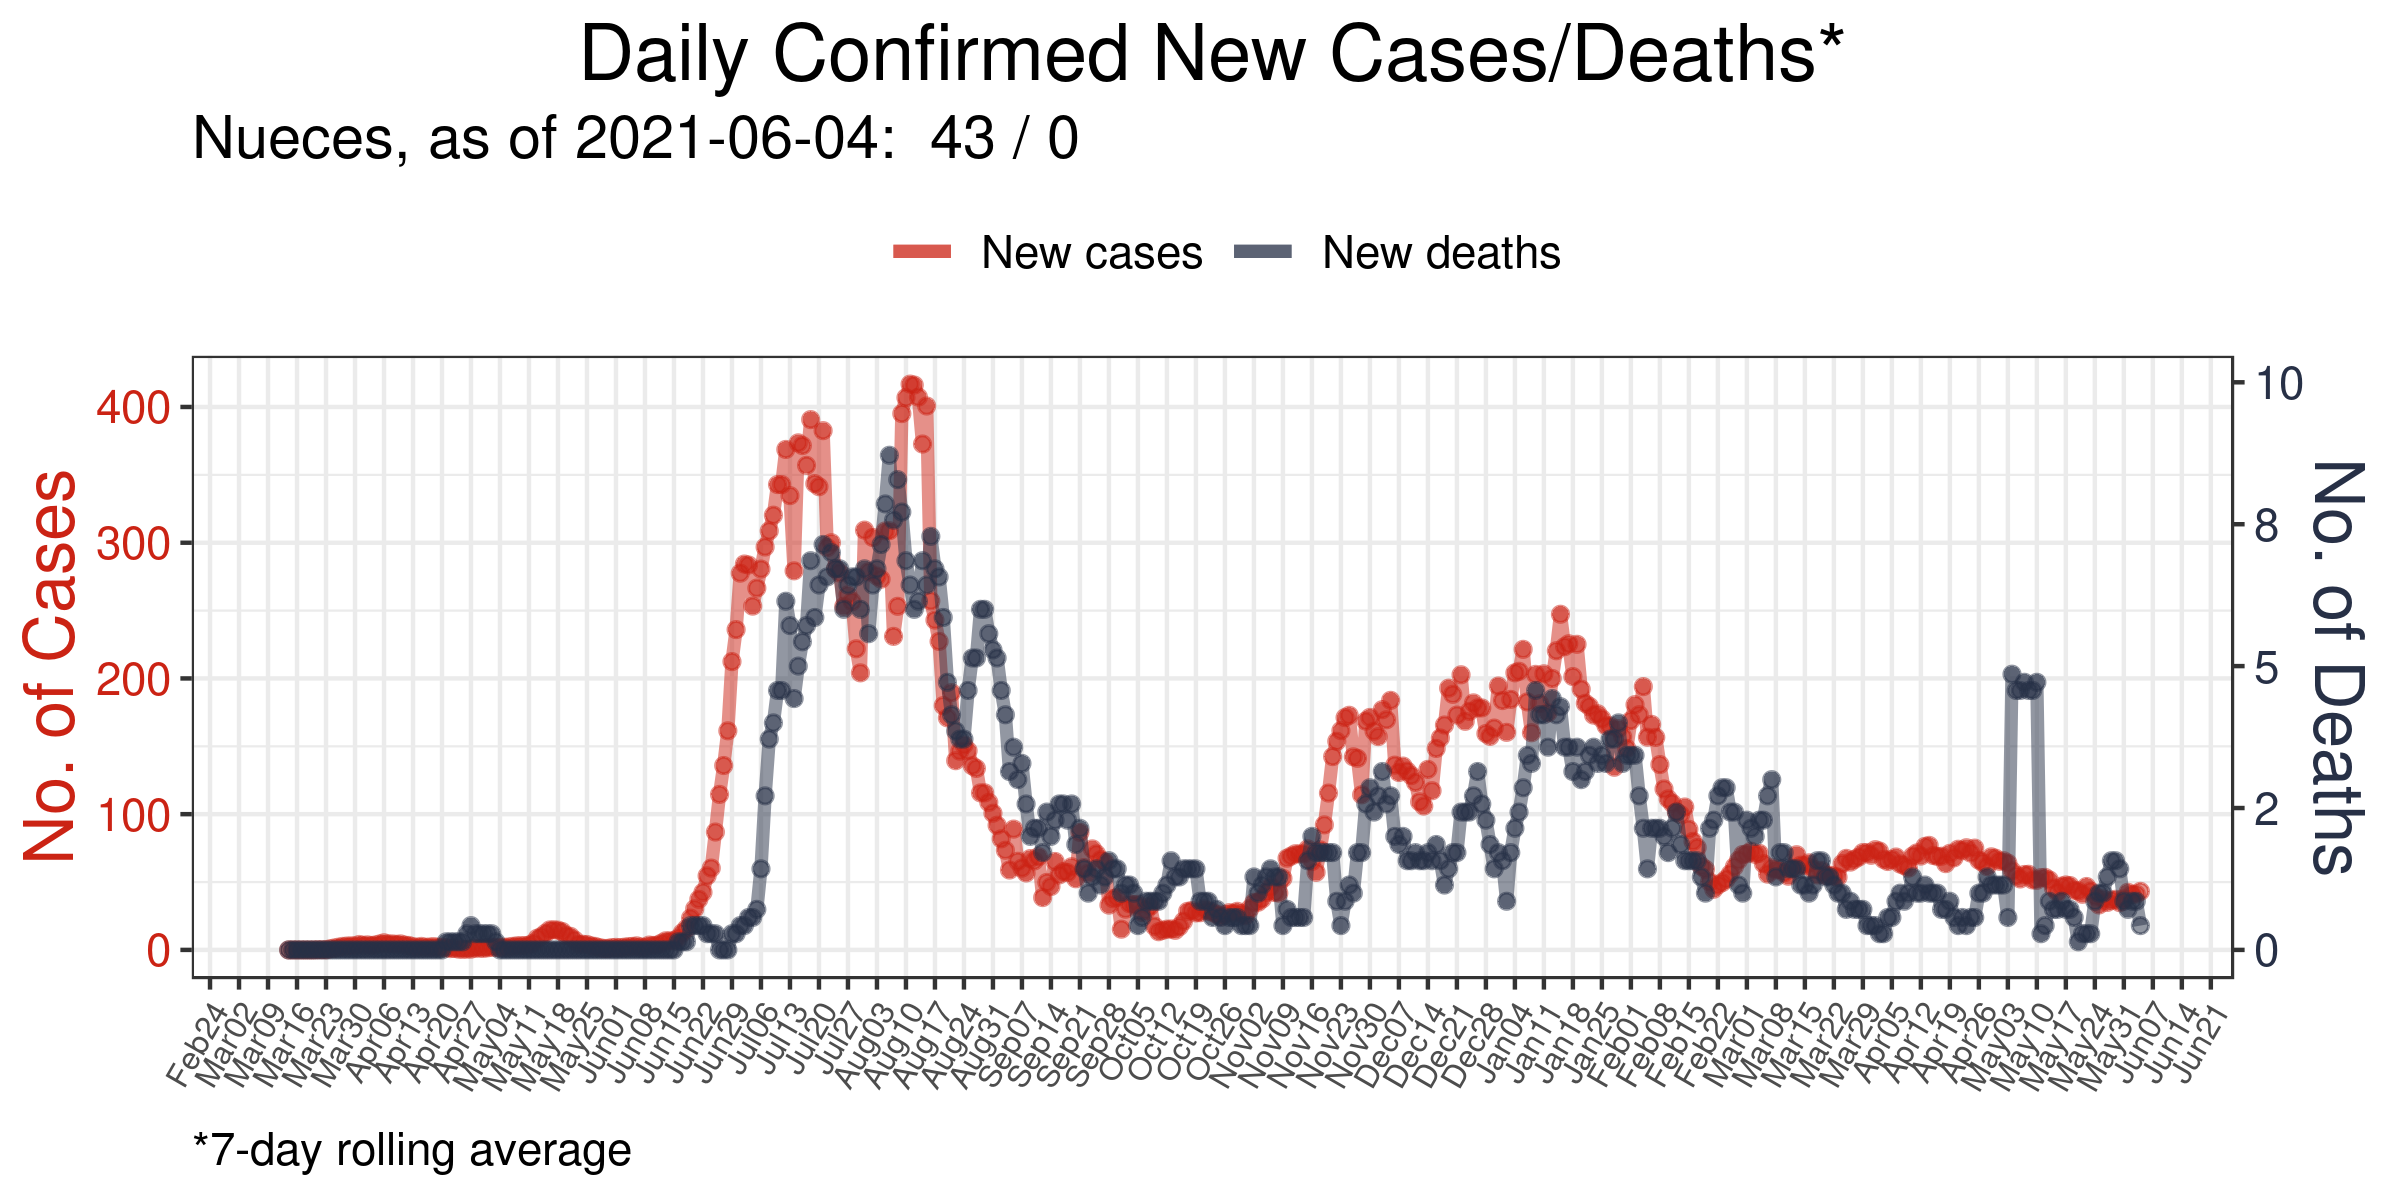 Daily Confirmed New Cases/Deaths*
Nueces, as of 2021-06-04:  43 / 0
New cases
New deaths
No. of Cases
400
300
200
100
0
10
8
5
2
0
No. of Deaths
Feb24
Mar02
Mar09
Mar16
Mar23
Mar30
Apr06
Apr13
Apr20
Apr27
May04
May11
May18
May25
Jun01
Jun08
Jun15
Jun22
Jun29
Jul06
Jul13
Jul20
Jul27
Aug03
Aug10
Aug17
Aug24
Aug31
Sep07
Sep14
Sep21
Sep28
Oct05
Oct12
Oct19
Oct26
Nov02
Nov09
Nov16
Nov23
Nov30
Dec07
Dec14
Dec21
Dec28
Jan04
Jan11
Jan18
Jan25
Feb01
Feb08
Feb15
Feb22
Mar01
Mar08
Mar15
Mar22
Mar29
Apr05
Apr12
Apr19
Apr26
May03
May10
May17
May24
May31
Jun07
Jun14
Jun21
*7-day rolling average